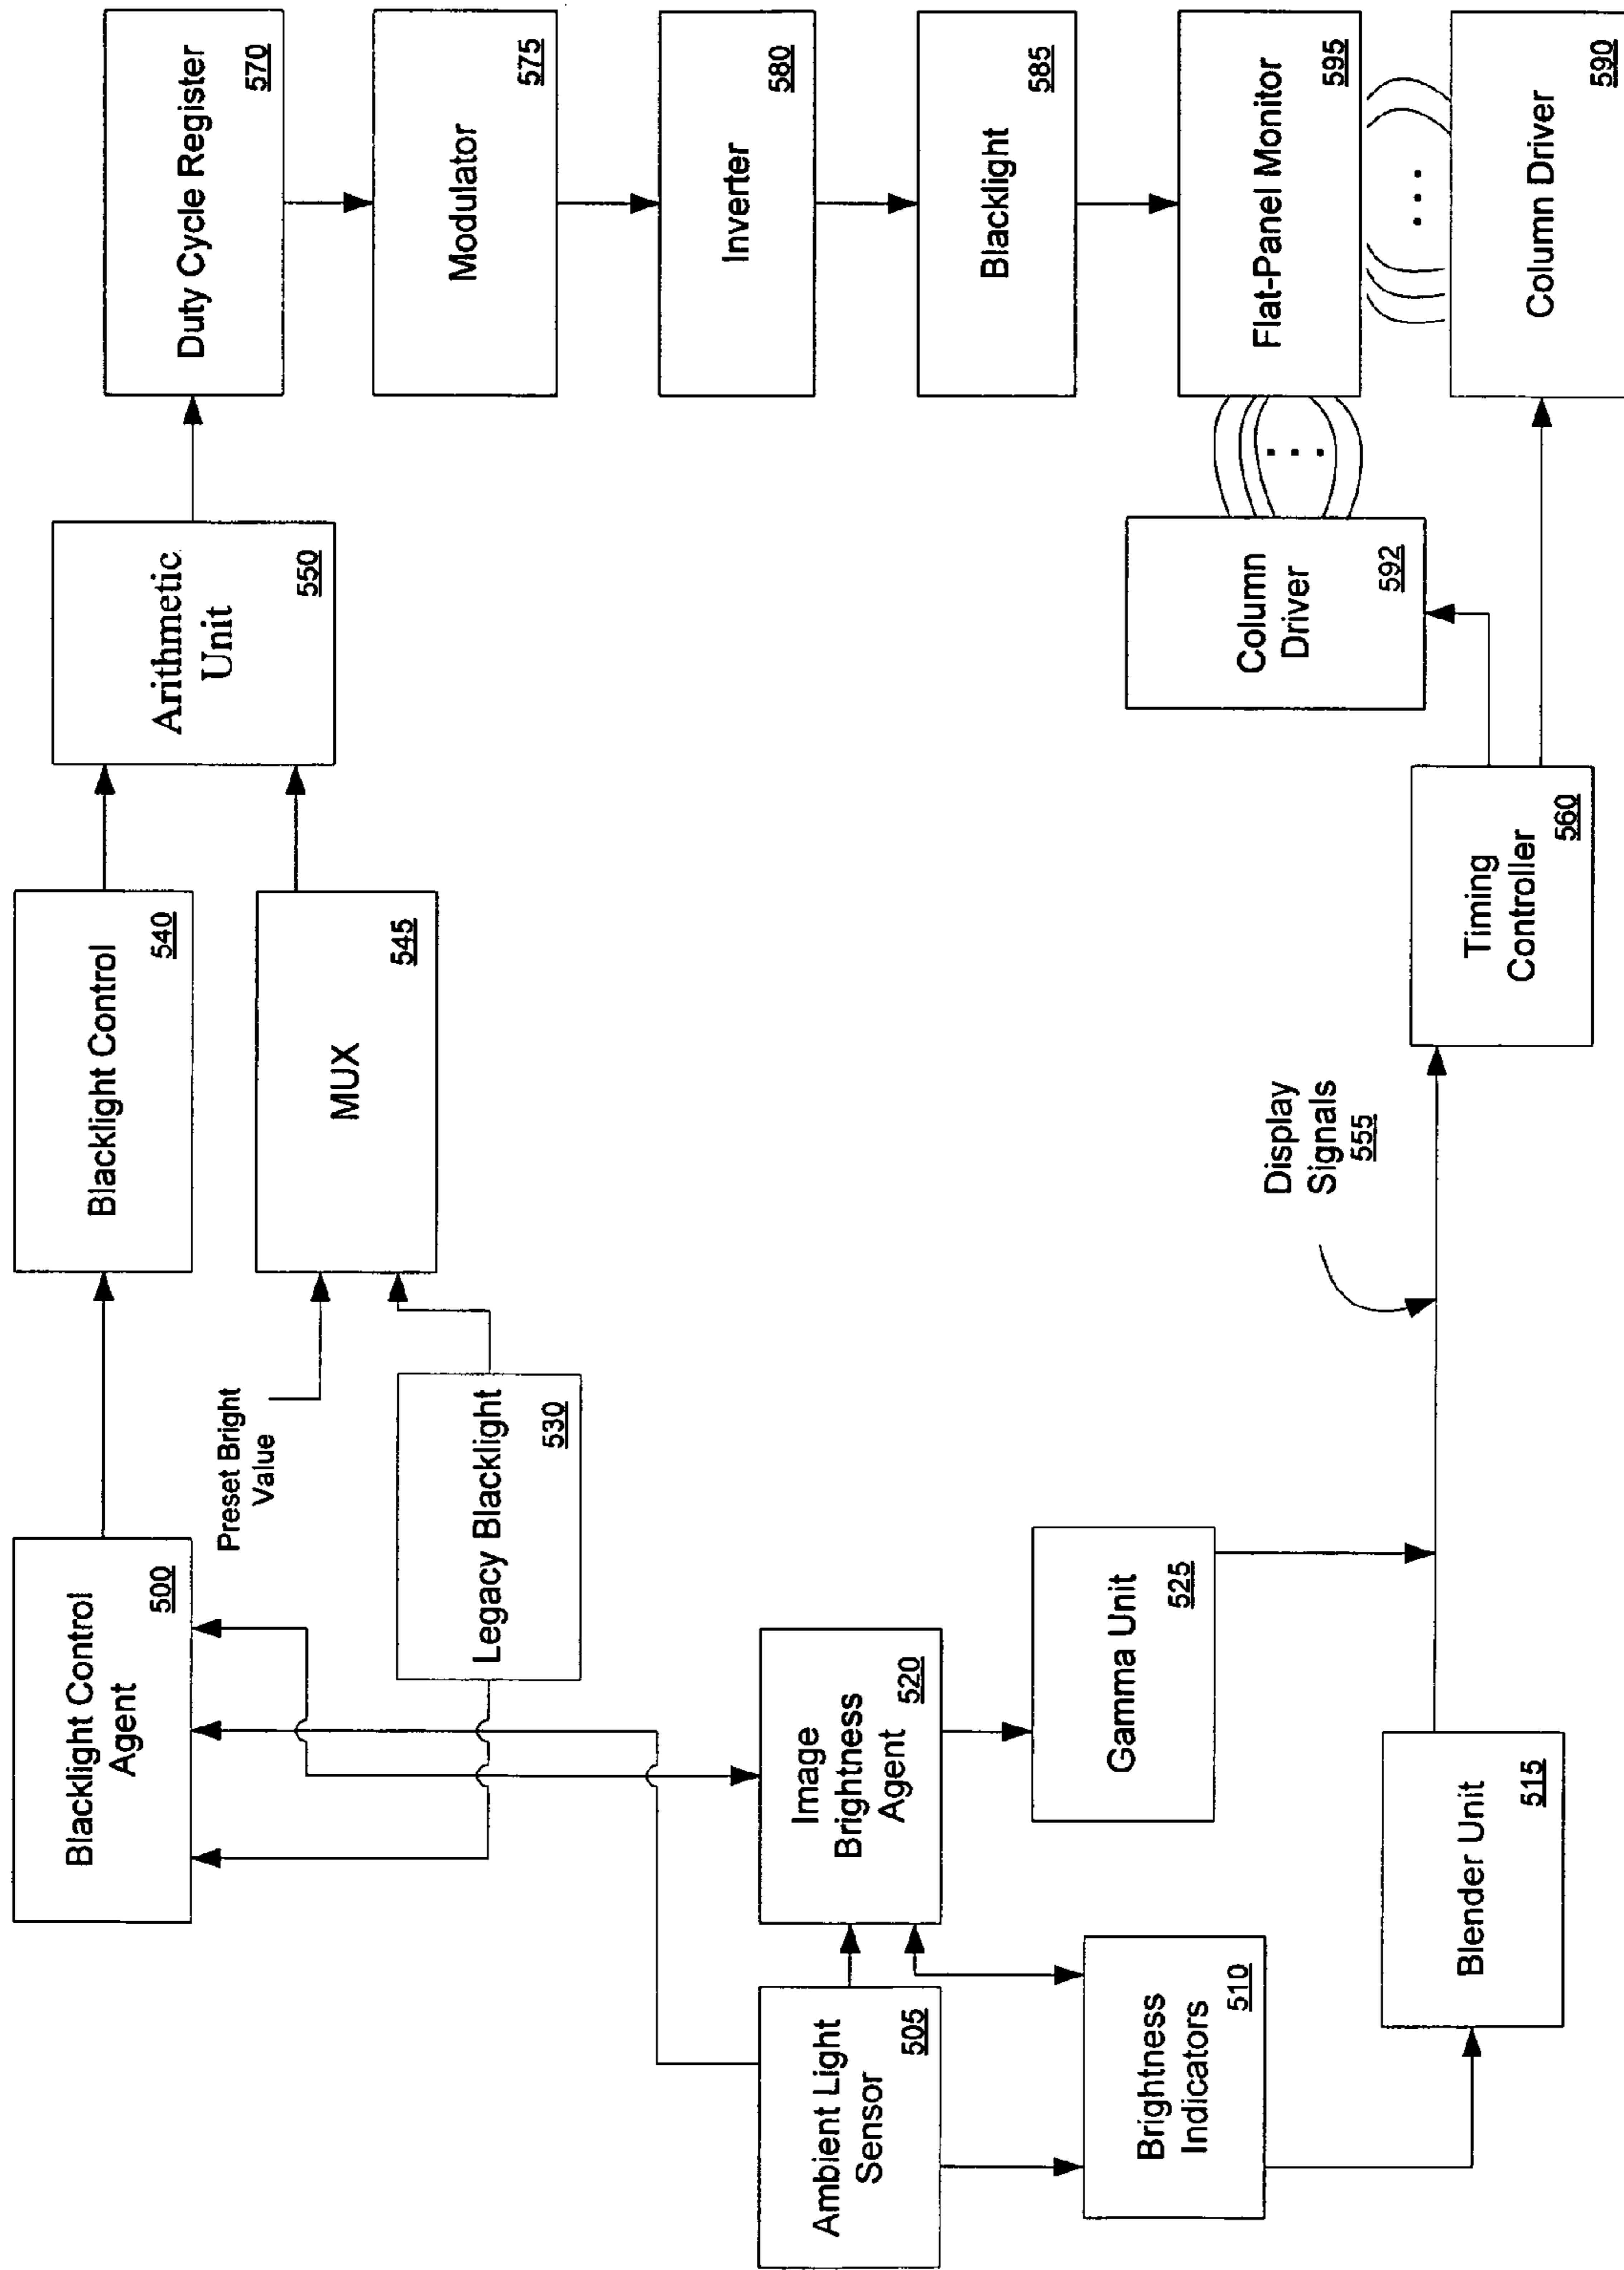 Blacklight Control
Agent
500
Blacklight Control
540
Arithmetic
Unit
550
Duty Cycle Register
570
Preset Bright
Value
MUX
545
Modulator
575
Legacy Blacklight
530
Inverter
580
Ambient Light
Sensor
505
Image
Brightness
Agent
520
Blacklight
585
Brightness
Indicators
510
Gamma Unit
525
Column
Driver
592
Flat-Panel Monitor
595
Display
Signals
555
Blender Unit
515
Timing
Controller
560
Column Driver
590